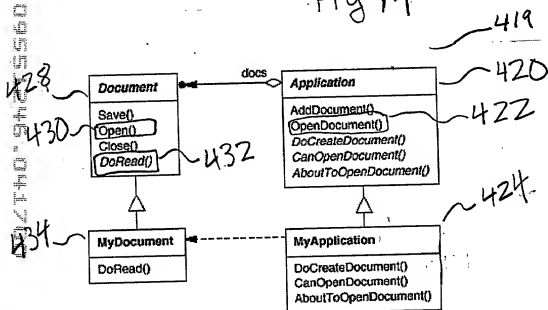 419
428
Document
docs
Application
420
Save()
430
Open()
Close()
DoRead()
432
AddDocument()
OpenDocument()
422
DoCreateDocument()
CanOpenDocument()
AboutToOpenDocument()
424
434
MyDocument
DoRead()
MyApplication
DoCreateDocument()
CanOpenDocument()
AboutToOpenDocument()